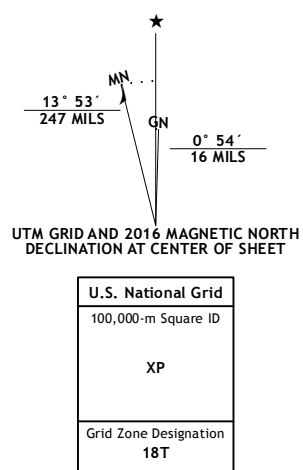 ★
MN
GN
13° 53´
247 MILS
0° 54´
16 MILS
UTM GRID AND 2016 MAGNETIC NORTH
DECLINATION AT CENTER OF SHEET
U.S. National Grid
100,000-m Square ID
XP
Grid Zone Designation
18T